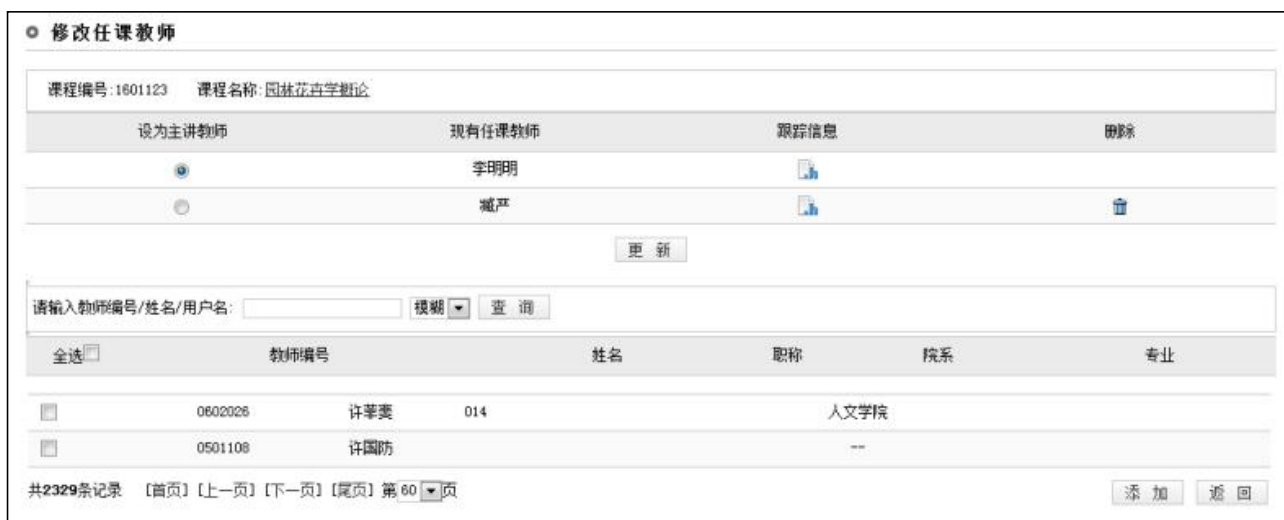 修改任课教师
课程编号:1601123 课程名称:园林花卉学概论
设为主讲教师 现有任课教师 跟踪信息 删除
李明明
臧严
更 新
请输入教师编号/姓名/用户名: 模糊 查 询
全选 教师编号 姓名 职称 院系 专业
0602026 许苇 014 人文学院
0501108 许国防 --
共2329条记录 [首页] [上一页] [下一页] [尾页] 第 60 页
添 加 返 回